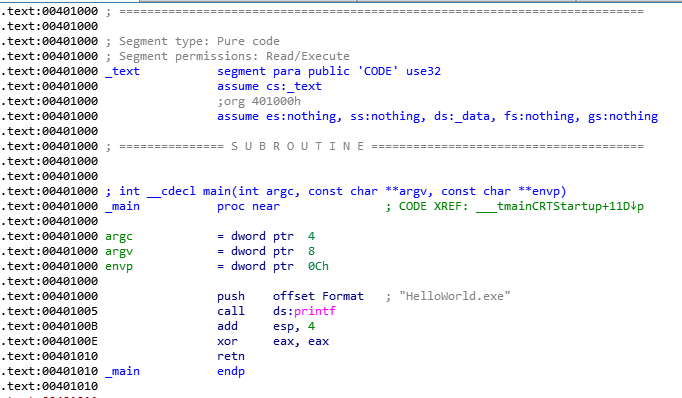 .text:00401000 ; ===========================================================================
.text:00401000
.text:00401000 ; Segment type: Pure code
.text:00401000 ; Segment permissions: Read/Execute
.text:00401000 _text           segment para public 'CODE' use32
.text:00401000                 assume cs:_text
.text:00401000                 ;org 401000h
.text:00401000                 assume es:nothing, ss:nothing, ds:_data, fs:nothing, gs:nothing
.text:00401000
.text:00401000 ; =============== S U B R O U T I N E =======================================
.text:00401000
.text:00401000
.text:00401000 ; int __cdecl main(int argc, const char **argv, const char **envp)
.text:00401000 _main           proc near               ; CODE XREF: ___tmainCRTStartup+11D↓p
.text:00401000
.text:00401000 argc            = dword ptr  4
.text:00401000 argv            = dword ptr  8
.text:00401000 envp            = dword ptr  0Ch
.text:00401000
.text:00401000                 push    offset Format   ; "HelloWorld.exe"
.text:00401005                 call    ds:printf
.text:0040100B                 add     esp, 4
.text:0040100E                 xor     eax, eax
.text:00401010                 retn
.text:00401010 _main           endp
.text:00401010